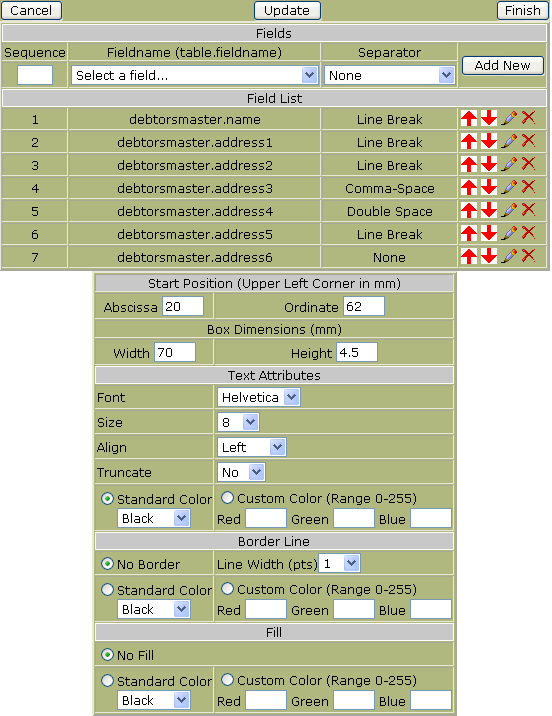 Cancel Update Finish
Fields
Sequence Fieldname (table.fieldname) Separator
Select a field... None Add New
Field List
1 debtorsmaster.name Line Break
2 debtorsmaster.address1 Line Break
3 debtorsmaster.address2 Line Break
4 debtorsmaster.address3 Comma-Space
5 debtorsmaster.address4 Double Space
6 debtorsmaster.address5 Line Break
7 debtorsmaster.address6 None
Start Position (Upper Left Corner in mm)
Abscissa 20 Ordinate 62
Box Dimensions (mm)
Width 70 Height 4.5
Text Attributes
Font Helvetica
Size 8
Align Left
Truncate No
Standard Color Custom Color (Range 0-255)
Black Red Green Blue
Border Line
No Border Line Width (pts) 1
Standard Color Custom Color (Range 0-255)
Black Red Green Blue
Fill
No Fill
Standard Color Custom Color (Range 0-255)
Black Red Green Blue